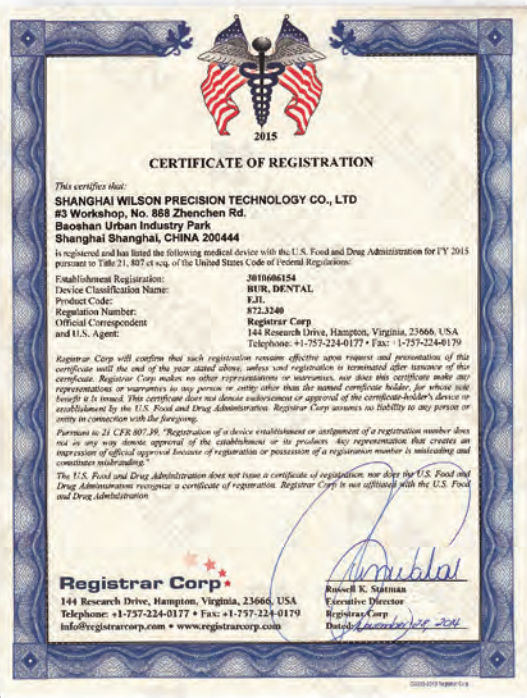 2015
CERTIFICATE OF REGISTRATION
This certifies that:
SHANGHAI WILSON PRECISION TECHNOLOGY CO., LTD
#3 Workshop, No. 868 Zhenchen Rd.
Baoshan Urban Industry Park
Shanghai Shanghai, CHINA 200444
is registered and has listed the following medical device with the U.S. Food and Drug Administration for FY 2015
pursuant to Title 21, 807 et seq. of the United States Code of Federal Regulations:
Establishment Registration: 3010606154
Device Classification Name: BUR, DENTAL
Product Code: EJL
Regulation Number: 872.3240
Official Correspondent Registrar Corp
and U.S. Agent: 144 Research Drive, Hampton, Virginia, 23666, USA
Telephone: +1-757-224-0177 • Fax: +1-757-224-0179
Registrar Corp will confirm that such registration remains effective upon request and presentation of this
certificate until the end of the year stated above, unless said registration is terminated after issuance of this
certificate. Registrar Corp makes no other representations or warranties, nor does this certificate make any
representations or warranties to any person or entity other than the named certificate holder, for whose sole
benefit it is issued. This certificate does not denote endorsement or approval of the certificate-holder's device or
establishment by the U.S. Food and Drug Administration. Registrar Corp assumes no liability to any person or
entity in connection with the foregoing.
Pursuant to 21 CFR 807.39, "Registration of a device establishment or assignment of a registration number does
not in any way denote approval of the establishment or its products. Any representation that creates an
impression of official approval because of registration or possession of a registration number is misleading and
constitutes misbranding."
The U.S. Food and Drug Administration does not issue a certificate of registration, nor does the U.S. Food and
Drug Administration recognize a certificate of registration. Registrar Corp is not affiliated with the U.S. Food
and Drug Administration.
Registrar Corp
144 Research Drive, Hampton, Virginia, 23666, USA
Telephone: +1-757-224-0177 • Fax: +1-757-224-0179
info@registrarcorp.com • www.registrarcorp.com
Russell K. Statman
Executive Director
Registrar Corp
Dated: November 28, 2014